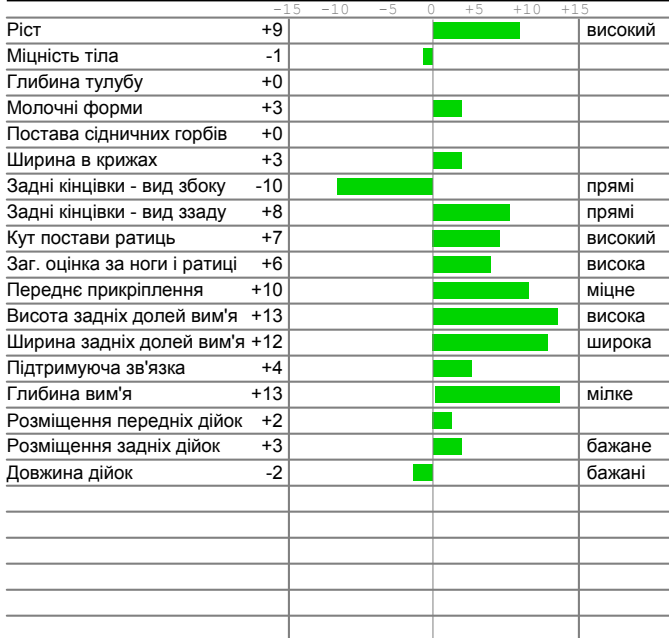 -15 -10 -5 0 +5 +10 +15
Ріст +9 високий
Міцність тіла -1
Глибина тулубу +0
Молочні форми +3
Постава сідничних горбів +0
Ширина в крижах +3
Задні кінцівки - вид збоку -10 прямі
Задні кінцівки - вид ззаду +8 прямі
Кут постави ратиць +7 високий
Заг. оцінка за ноги і ратиці +6 висока
Переднє прикріплення +10 міцне
Висота задніх долей вим'я +13 висока
Ширина задніх долей вим'я +12 широка
Підтримуюча зв'язка +4
Глибина вим'я +13 мілке
Розміщення передніх дійок +2
Розміщення задніх дійок +3 бажане
Довжина дійок -2 бажані